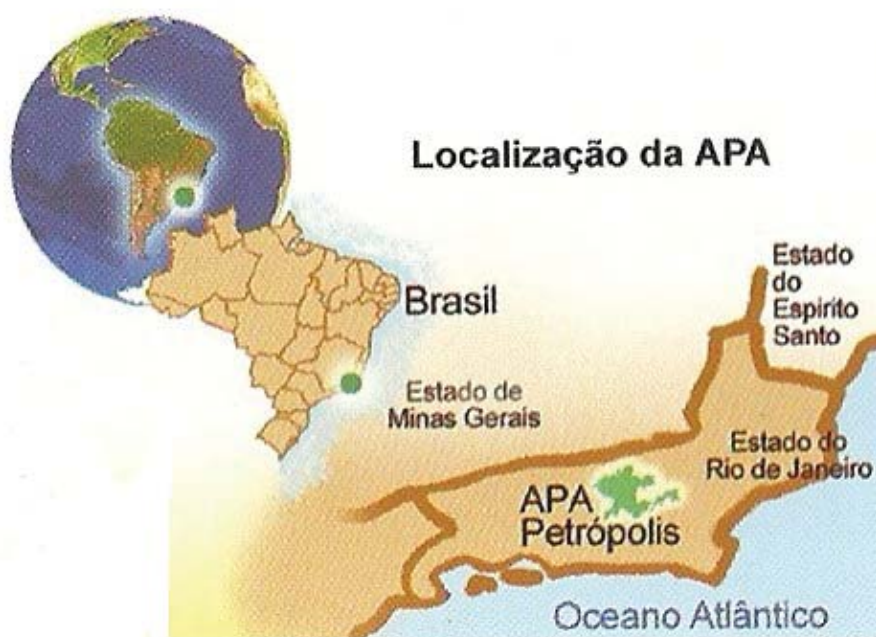 Localização da APA
Brasil
Estado
do
Espirito
Santo
Estado de
Minas Gerais
Estado do
Rio de Janeiro
APA
Petrópolis
Oceano Atlântico